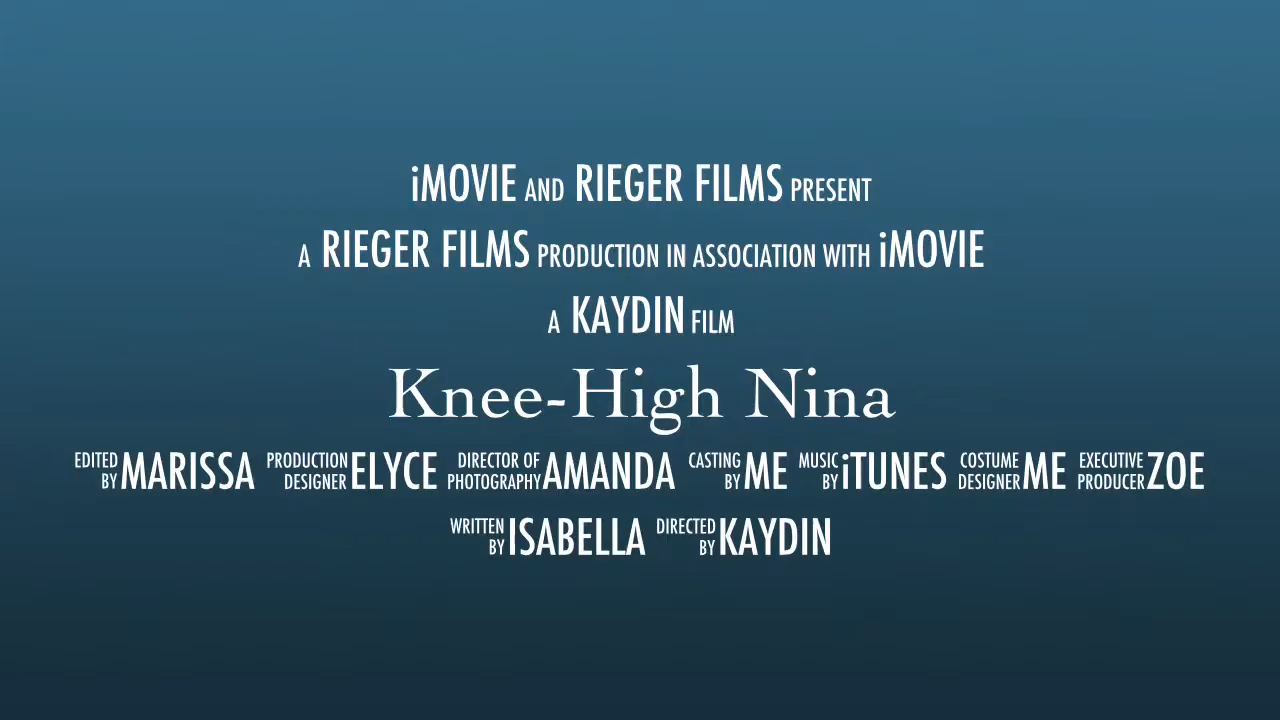 iMOVIE AND RIEGER FILMS PRESENT
A RIEGER FILMS PRODUCTION IN ASSOCIATION WITH iMOVIE
A KAYDIN FILM
Knee-High Nina
EDITED BY MARISSA PRODUCTION DESIGNER ELYCE DIRECTOR OF PHOTOGRAPHY AMANDA CASTING BY ME MUSIC BY iTUNES COSTUME DESIGNER ME EXECUTIVE PRODUCER ZOE
WRITTEN BY ISABELLA DIRECTED BY KAYDIN